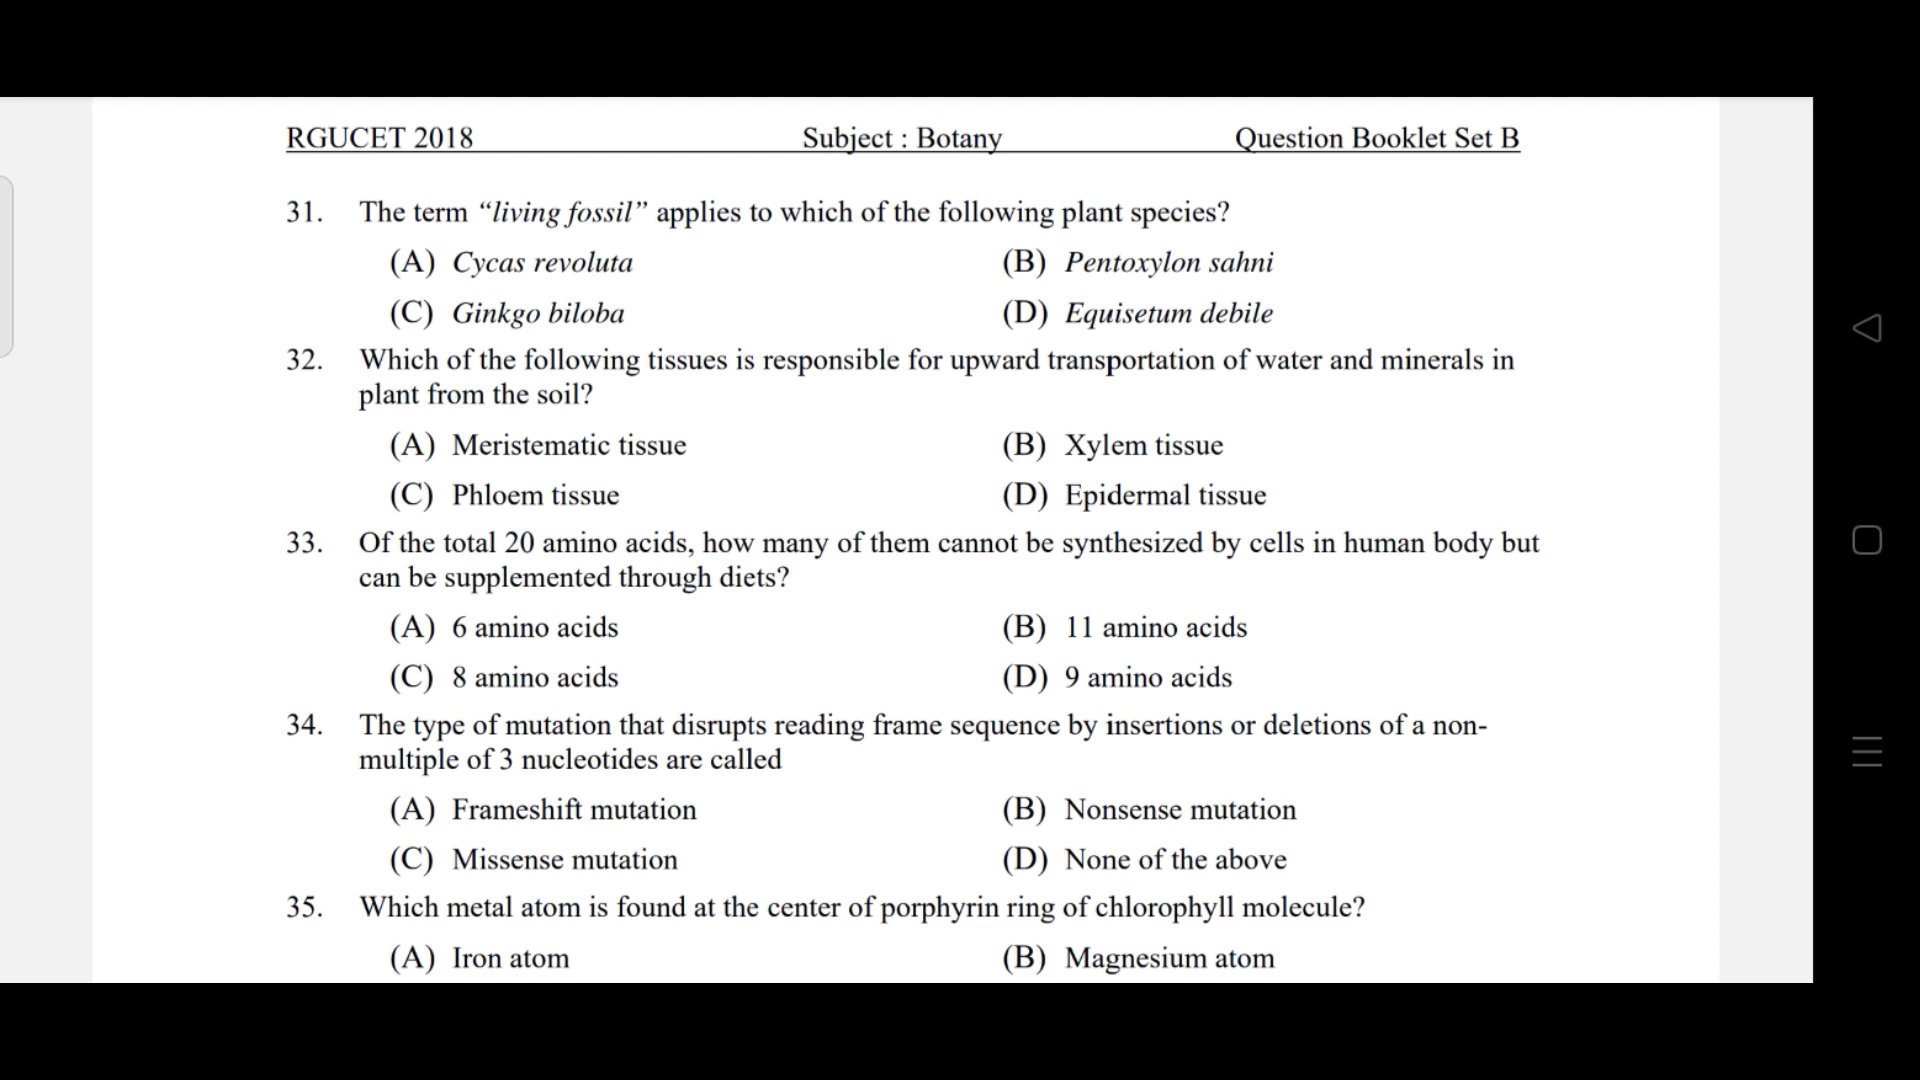 RGUCET 2018 Subject : Botany Question Booklet Set B
31. The term “living fossil” applies to which of the following plant species?
(A) Cycas revoluta (B) Pentoxylon sahni
(C) Ginkgo biloba (D) Equisetum debile
32. Which of the following tissues is responsible for upward transportation of water and minerals in
plant from the soil?
(A) Meristematic tissue (B) Xylem tissue
(C) Phloem tissue (D) Epidermal tissue
33. Of the total 20 amino acids, how many of them cannot be synthesized by cells in human body but
can be supplemented through diets?
(A) 6 amino acids (B) 11 amino acids
(C) 8 amino acids (D) 9 amino acids
34. The type of mutation that disrupts reading frame sequence by insertions or deletions of a non-
multiple of 3 nucleotides are called
(A) Frameshift mutation (B) Nonsense mutation
(C) Missense mutation (D) None of the above
35. Which metal atom is found at the center of porphyrin ring of chlorophyll molecule?
(A) Iron atom (B) Magnesium atom